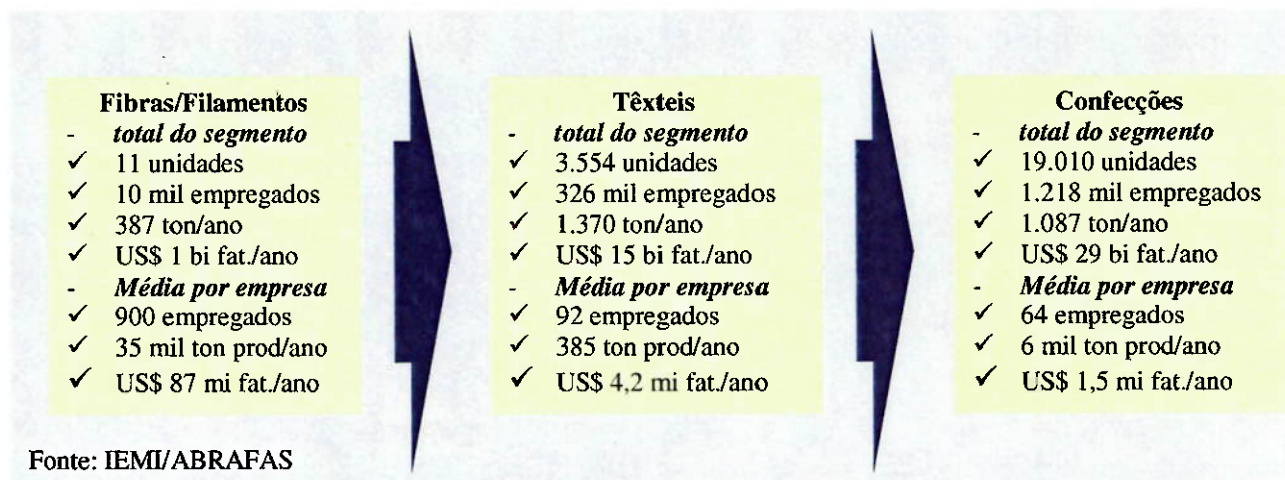 Fibras/Filamentos
- total do segmento
✓ 11 unidades
✓ 10 mil empregados
✓ 387 ton/ano
✓ US$ 1 bi fat./ano
- Média por empresa
✓ 900 empregados
✓ 35 mil ton prod/ano
✓ US$ 87 mi fat./ano
Têxteis
- total do segmento
✓ 3.554 unidades
✓ 326 mil empregados
✓ 1.370 ton/ano
✓ US$ 15 bi fat./ano
- Média por empresa
✓ 92 empregados
✓ 385 ton prod/ano
✓ US$ 4,2 mi fat./ano
Confecções
- total do segmento
✓ 19.010 unidades
✓ 1.218 mil empregados
✓ 1.087 ton/ano
✓ US$ 29 bi fat./ano
- Média por empresa
✓ 64 empregados
✓ 6 mil ton prod/ano
✓ US$ 1,5 mi fat./ano
Fonte: IEMI/ABRAFAS